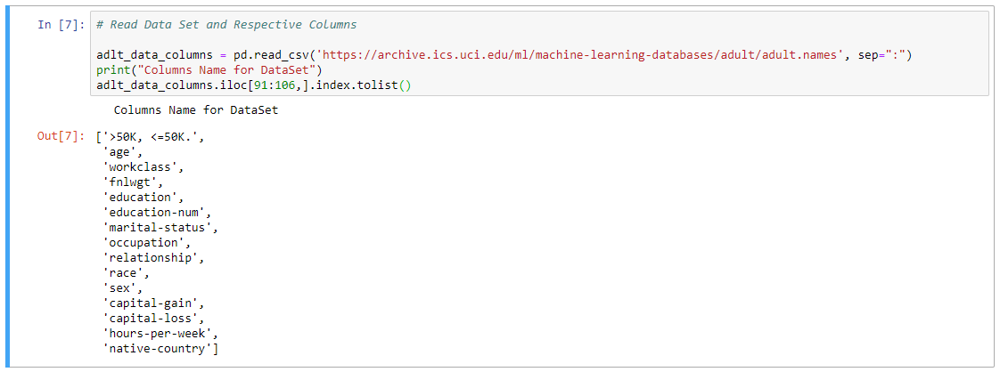 In [7]: # Read Data Set and Respective Columns
adlt_data_columns = pd.read_csv('https://archive.ics.uci.edu/ml/machine-learning-databases/adult/adult.names', sep=":")
print("Columns Name for DataSet")
adlt_data_columns.iloc[91:106,].index.tolist()
Columns Name for DataSet
Out[7]: ['>50K, <=50K.',
'age',
'workclass',
'fnlwgt',
'education',
'education-num',
'marital-status',
'occupation',
'relationship',
'race',
'sex',
'capital-gain',
'capital-loss',
'hours-per-week',
'native-country']